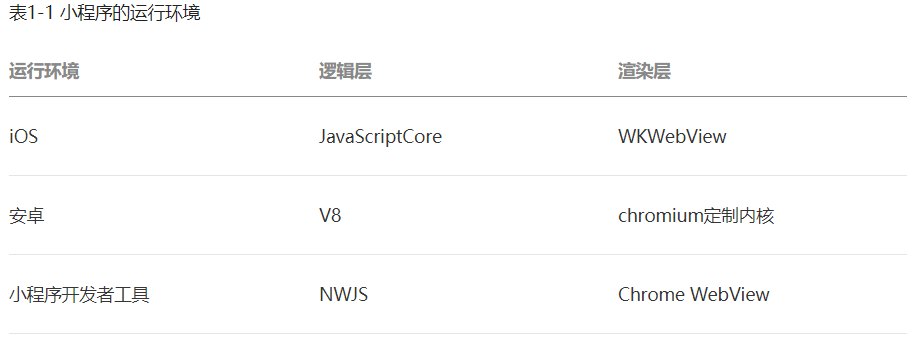 表1-1 小程序的运行环境
运行环境 逻辑层 渲染层
iOS JavaScriptCore WKWebView
安卓 V8 chromium定制内核
小程序开发者工具 NWJS Chrome WebView